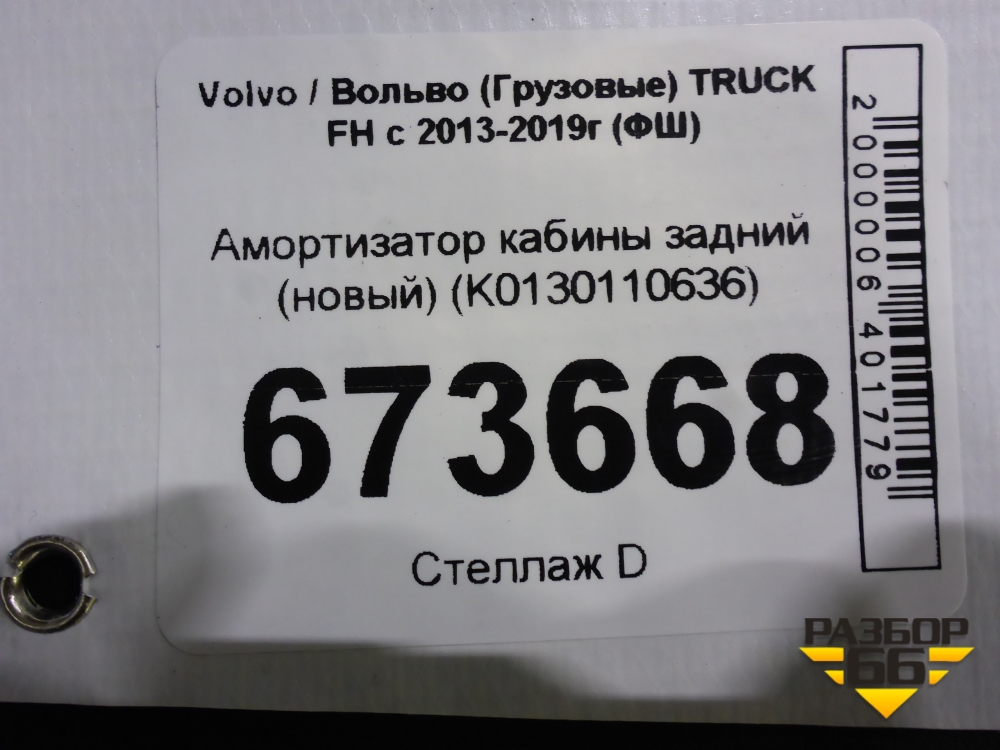 Volvo / Вольво (Грузовые) TRUCK
FH с 2013-2019г (ФШ)
Амортизатор кабины задний
(новый) (K0130110636)
673668
Стеллаж D
2000006401779
РАЗБОР
66